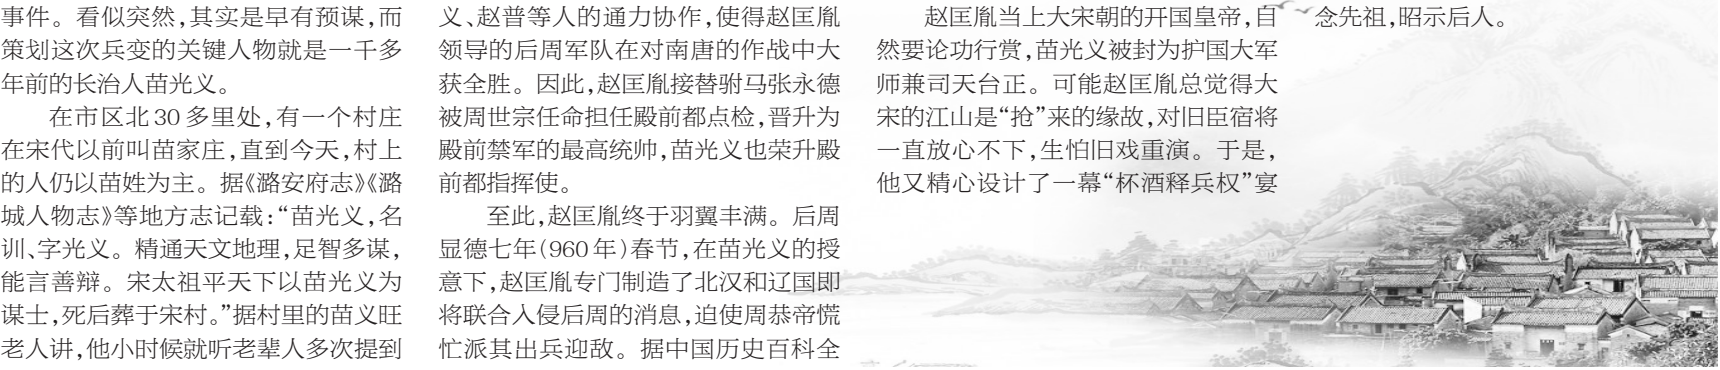 事件。看似突然,其实是早有预谋,而
策划这次兵变的关键人物就是一千多
年前的长治人苗光义。
在市区北30多里处,有一个村庄
在宋代以前叫苗家庄,直到今天,村上
的人仍以苗姓为主。据《潞安府志》《潞
城人物志》等地方志记载:“苗光义,名
训、字光义。精通天文地理,足智多谋,
能言善辩。宋太祖平天下以苗光义为
谋士,死后葬于宋村。”据村里的苗义旺
老人讲,他小时候就听老辈人多次提到
义、赵普等人的通力协作,使得赵匡胤
领导的后周军队在对南唐的作战中大
获全胜。因此,赵匡胤接替驸马张永德
被周世宗任命担任殿前都点检,晋升为
殿前禁军的最高统帅,苗光义也荣升殿
前都指挥使。
至此,赵匡胤终于羽翼丰满。后周
显德七年(960年)春节,在苗光义的授
意下,赵匡胤专门制造了北汉和辽国即
将联合入侵后周的消息,迫使周恭帝慌
忙派其出兵迎敌。据中国历史百科全
赵匡胤当上大宋朝的开国皇帝,自
然要论功行赏,苗光义被封为护国大军
师兼司天台正。可能赵匡胤总觉得大
宋的江山是“抢”来的缘故,对旧臣宿将
一直放心不下,生怕旧戏重演。于是,
他又精心设计了一幕“杯酒释兵权”宴
念先祖,昭示后人。